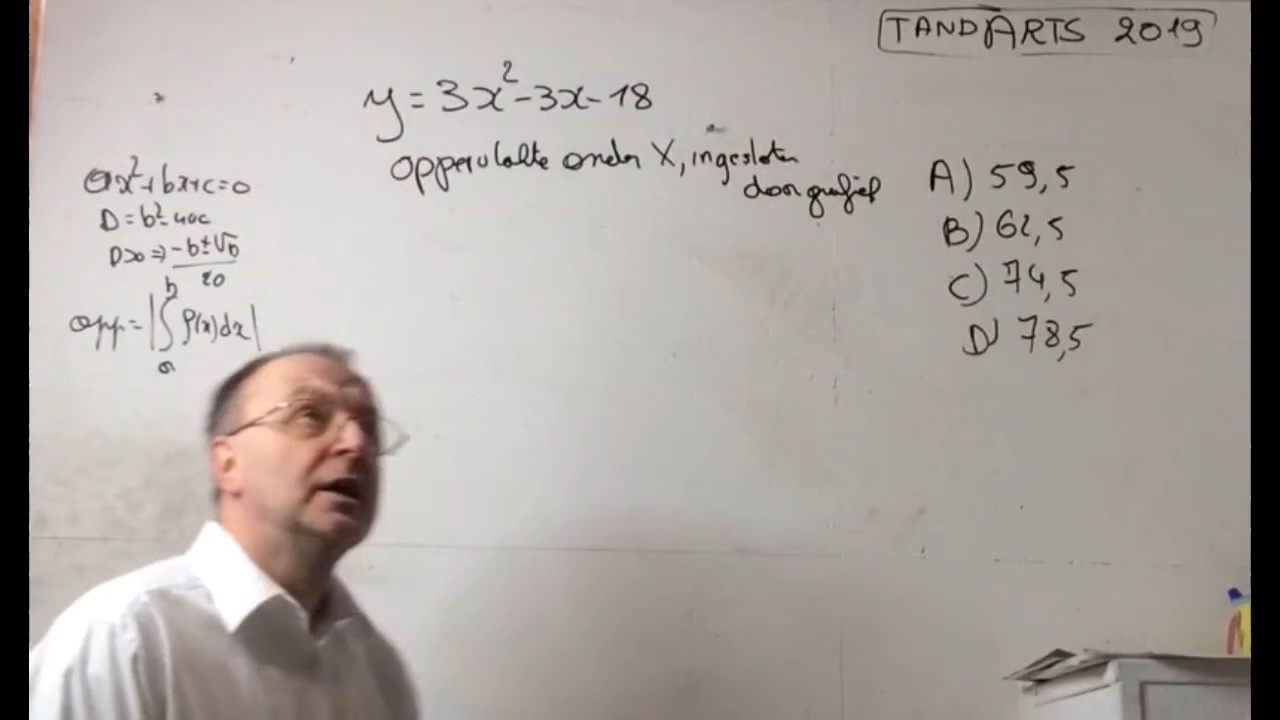 TANDARTS 2019
y = 3x² - 3x - 18
oppervlakte onder X, ingesloten
door grafiek
ax² + bx + c = 0
D = b² - 4ac
D > 0 => (-b ± √D) / 2a
opp = |∫ₐᵇ f(x)dx|
A) 59,5
B) 62,5
C) 74,5
D) 78,5